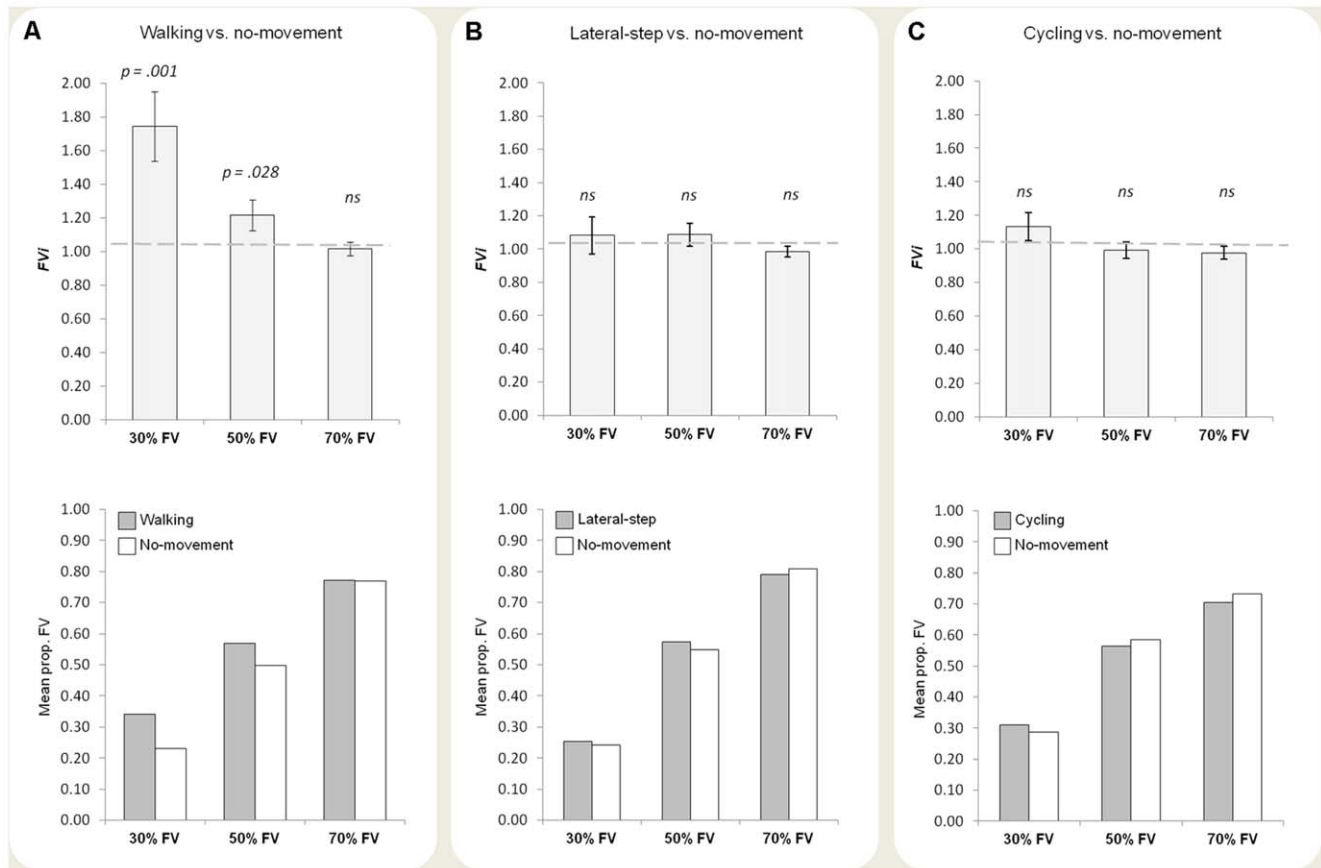 A
Walking vs. no-movement
p = .001
p = .028
ns
2.00
1.80
1.60
1.40
1.20
1.00
0.80
0.60
0.40
0.20
0.00
FVi
30% FV
50% FV
70% FV
1.00
0.90
0.80
0.70
0.60
0.50
0.40
0.30
0.20
0.10
0.00
Mean prop. FV
Walking
No-movement
30% FV
50% FV
70% FV
B
Lateral-step vs. no-movement
ns
ns
ns
2.00
1.80
1.60
1.40
1.20
1.00
0.80
0.60
0.40
0.20
0.00
FVi
30% FV
50% FV
70% FV
1.00
0.90
0.80
0.70
0.60
0.50
0.40
0.30
0.20
0.10
0.00
Mean prop. FV
Lateral-step
No-movement
30% FV
50% FV
70% FV
C
Cycling vs. no-movement
ns
ns
ns
2.00
1.80
1.60
1.40
1.20
1.00
0.80
0.60
0.40
0.20
0.00
FVi
30% FV
50% FV
70% FV
1.00
0.90
0.80
0.70
0.60
0.50
0.40
0.30
0.20
0.10
0.00
Mean prop. FV
Cycling
No-movement
30% FV
50% FV
70% FV